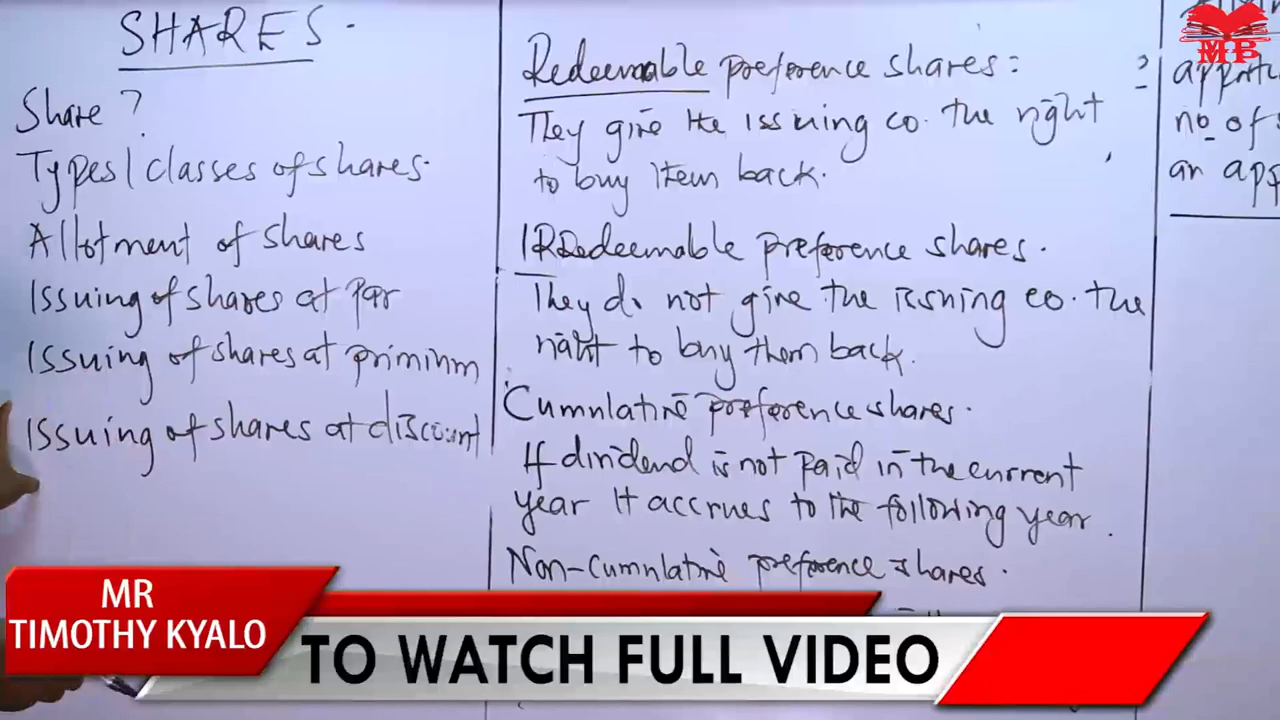 SHARES.
Share ?
Types/classes of shares.
Allotment of shares
Issuing of shares at par
Issuing of shares at priminm
Issuing of shares at discount
Redeemable preference shares:
They give the issuing co. the right
to buy them back.
IRRedeemable preference shares.
They do not give the issuing co. the
right to buy them back.
Cumulative preference shares.
If dividend is not paid in the current
year it accrues to the following year.
Non-cumulative preference shares.
no of
MB
MR
TIMOTHY KYALO
TO WATCH FULL VIDEO